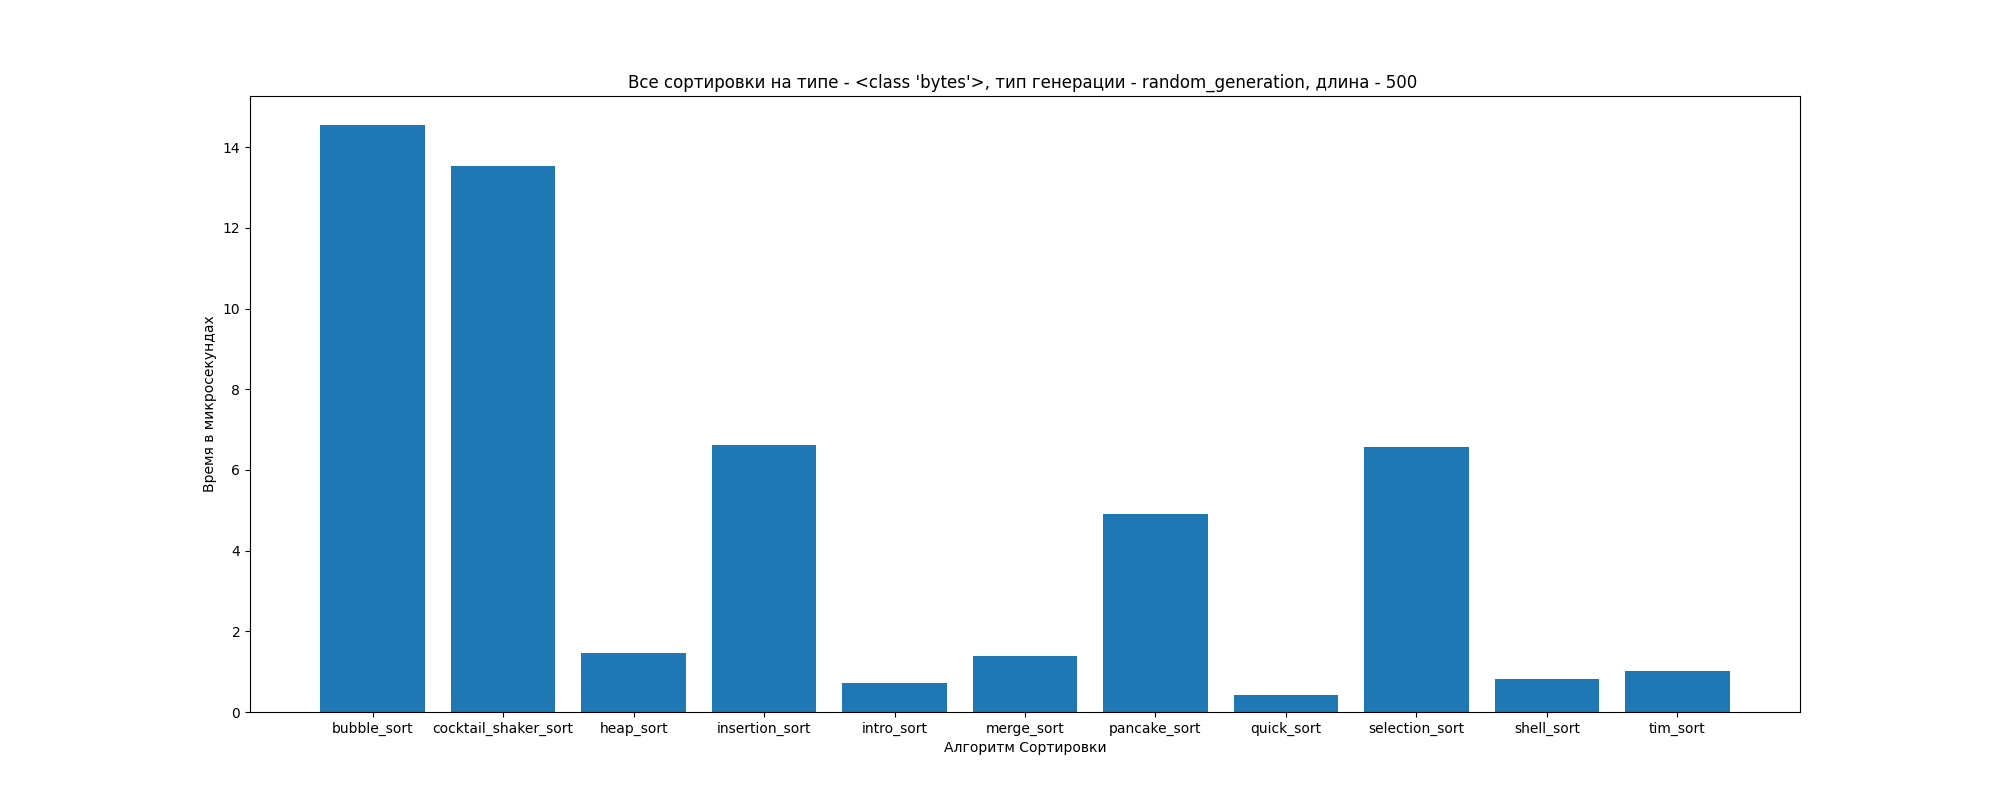 Все сортировки на типе - <class 'bytes'>, тип генерации - random_generation, длина - 500
Время в микросекундах
14
12
10
8
6
4
2
0
bubble_sort cocktail_shaker_sort heap_sort insertion_sort intro_sort merge_sort pancake_sort quick_sort selection_sort shell_sort tim_sort
Алгоритм Сортировки